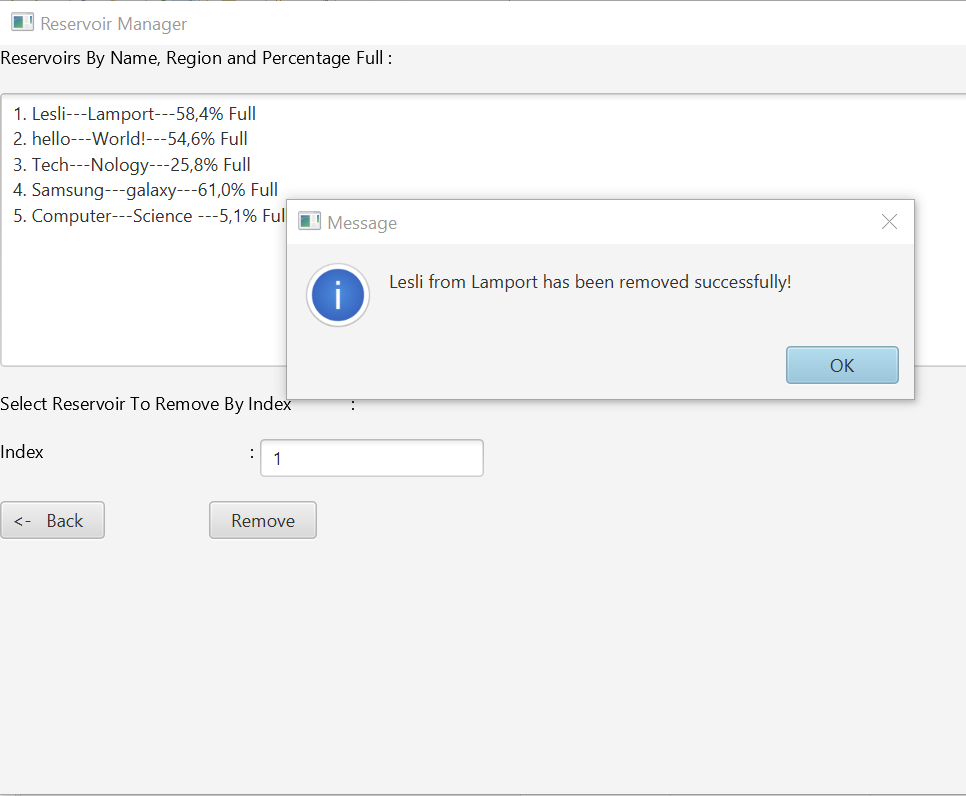 Reservoir Manager
Reservoirs By Name, Region and Percentage Full :
1. Lesli---Lamport---58,4% Full
2. hello---World!---54,6% Full
3. Tech---Nology---25,8% Full
4. Samsung---galaxy---61,0% Full
5. Computer---Science ---5,1% Ful
Message
Lesli from Lamport has been removed successfully!
OK
Select Reservoir To Remove By Index :
Index : 1
<- Back Remove